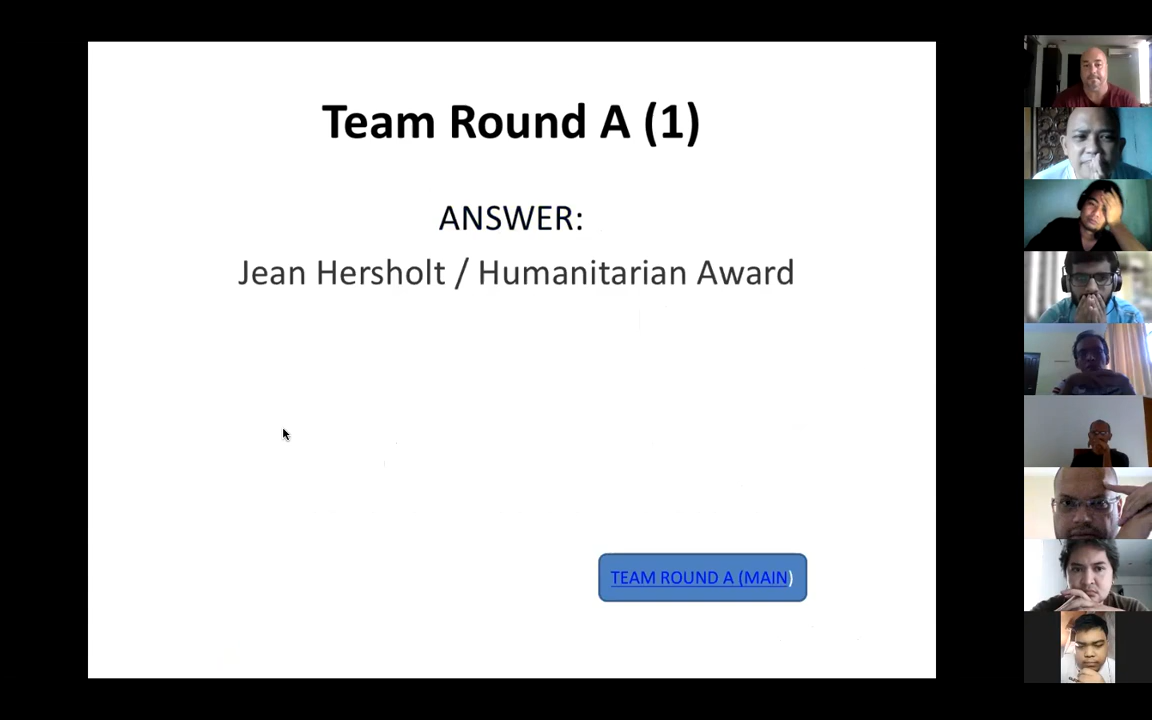 Team Round A (1)
ANSWER:
Jean Hersholt / Humanitarian Award
TEAM ROUND A (MAIN)